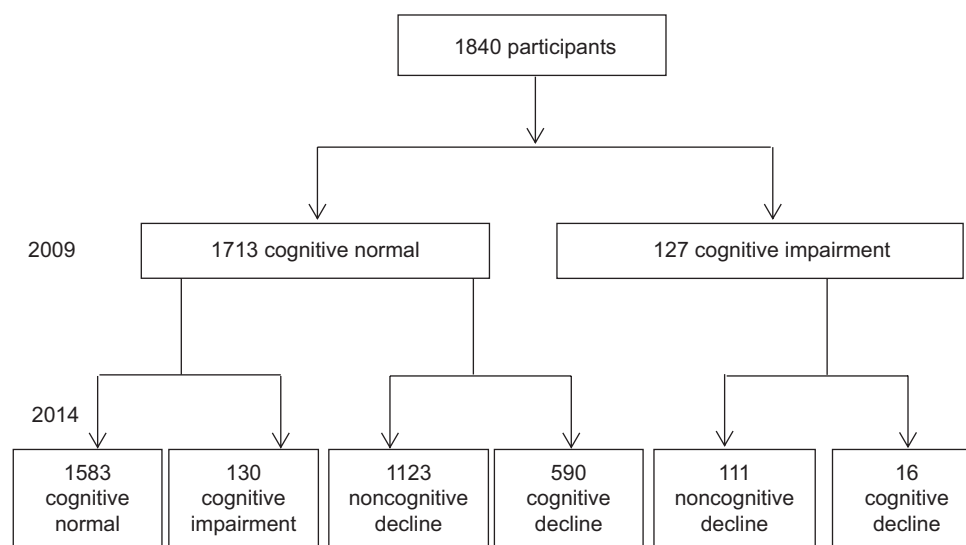 1840 participants
2009
1713 cognitive normal
127 cognitive impairment
2014
1583
cognitive
normal
130
cognitive
impairment
1123
noncognitive
decline
590
cognitive
decline
111
noncognitive
decline
16
cognitive
decline